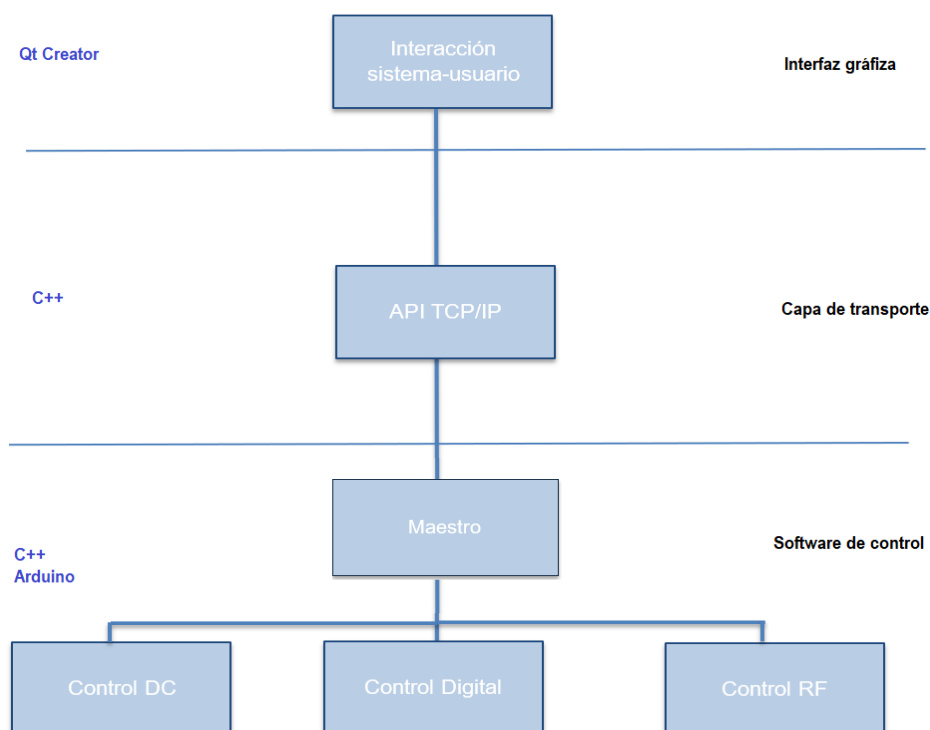 Qt Creator
Interacción
sistema-usuario
Interfaz gráfiza
C++
API TCP/IP
Capa de transporte
Maestro
C++
Arduino
Software de control
Control DC
Control Digital
Control RF